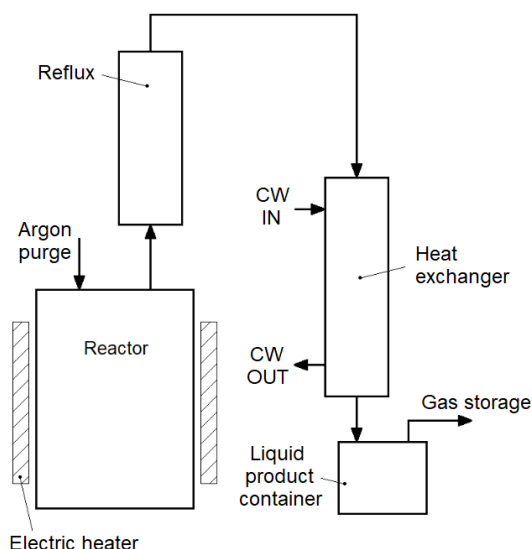 Reflux
CW
IN
Argon
purge
Heat
exchanger
Reactor
CW
OUT
Gas storage
Liquid
product
container
Electric heater